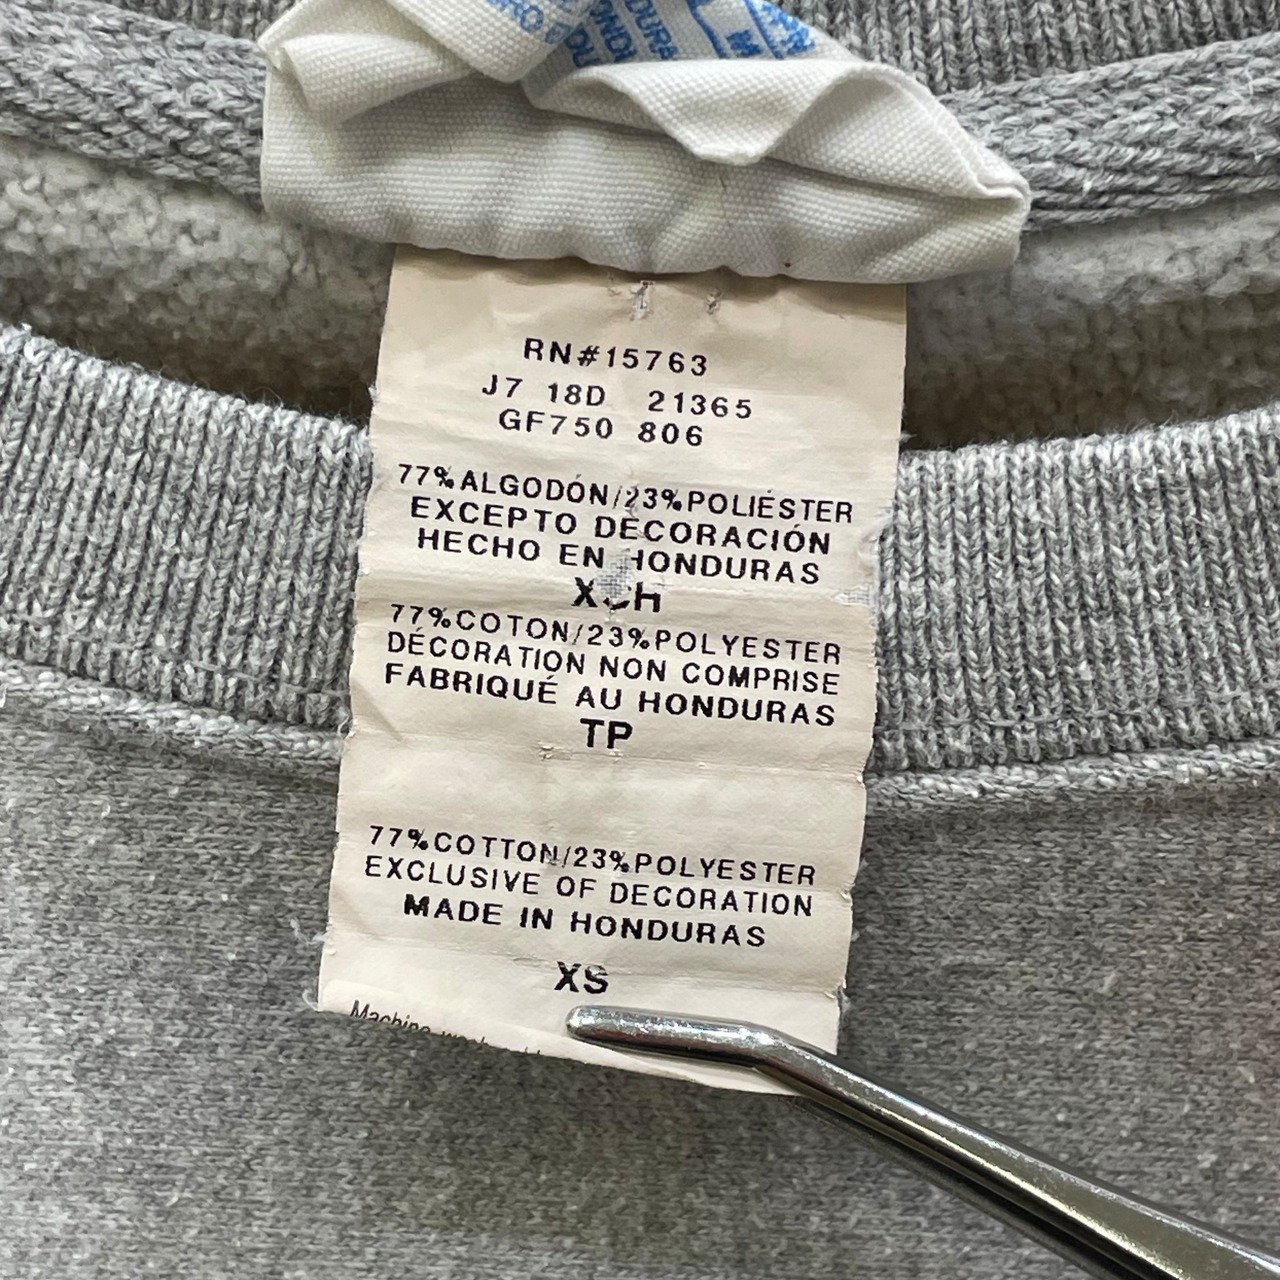 RN#15763
J7 18D 21365
GF750 806
77%ALGODÓN/23%POLIÉSTER
EXCEPTO DECORACIÓN
HECHO EN HONDURAS
XCH
77%COTON/23%POLYESTER
DÉCORATION NON COMPRISE
FABRIQUÉ AU HONDURAS
TP
77%COTTON/23%POLYESTER
EXCLUSIVE OF DECORATION
MADE IN HONDURAS
XS
Machine